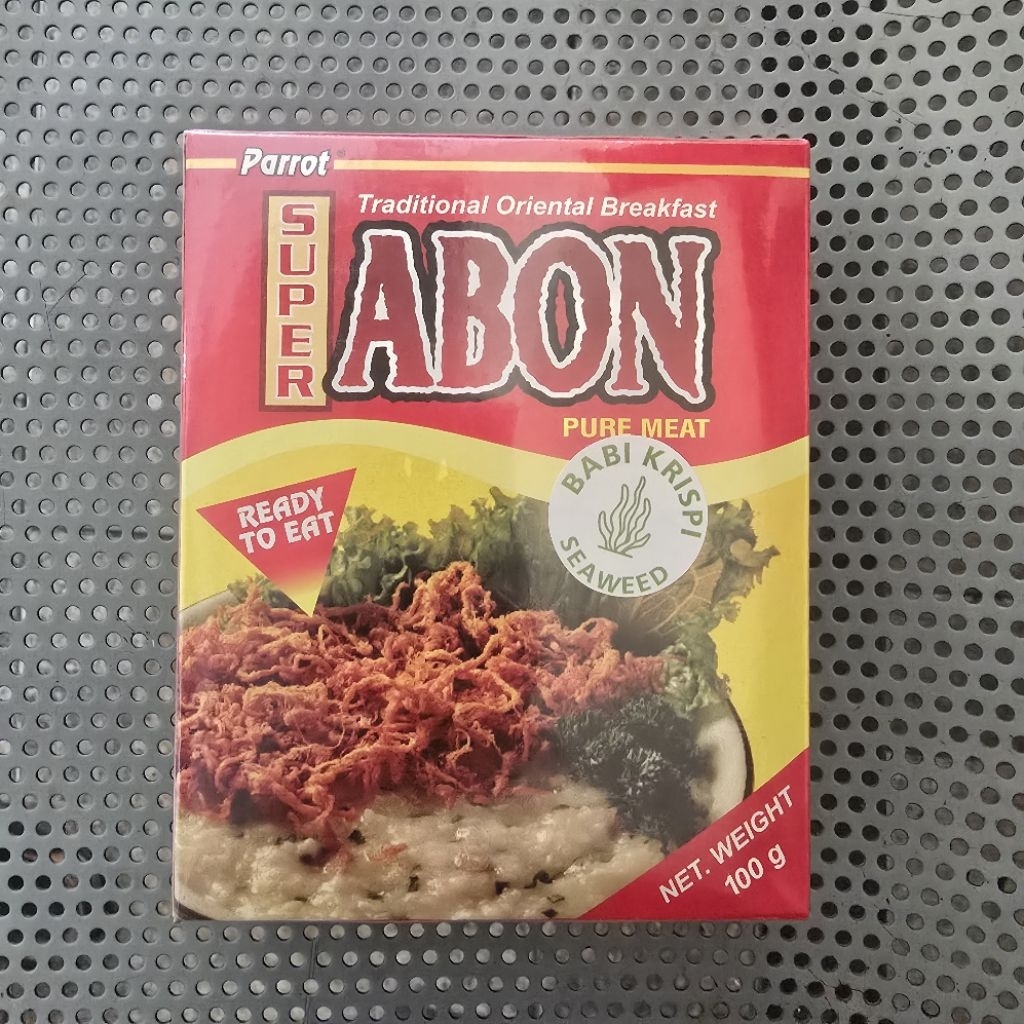 Parrot®
Traditional Oriental Breakfast
SUPER
ABON
PURE MEAT
BABI KRISPI
SEAWEED
READY
TO EAT
NET. WEIGHT
100 g